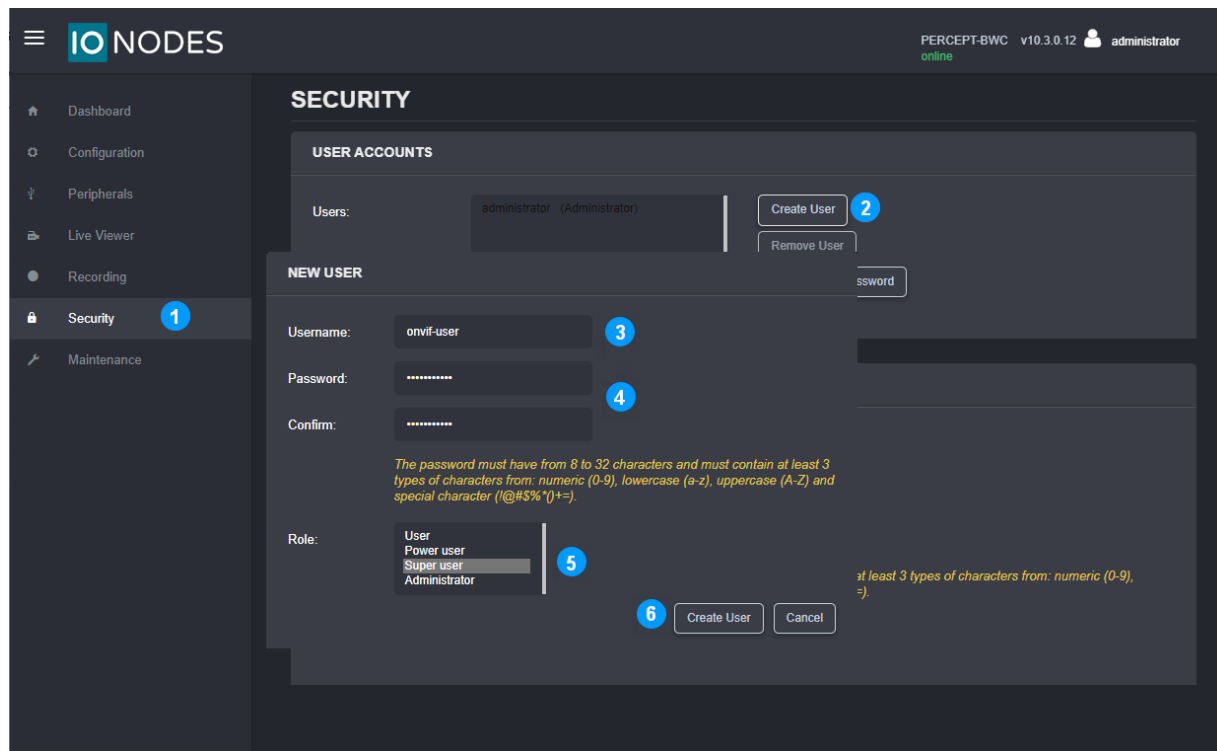 IO NODES
PERCEPT-BWC v10.3.0.12 administrator
online
Dashboard
Configuration
Peripherals
Live Viewer
Recording
Security 1
Maintenance
SECURITY
USER ACCOUNTS
Users:
administrator (Administrator)
Create User 2
Remove User
ssword
NEW USER
Username: onvif-user 3
Password: •••••••••••
4
Confirm: •••••••••••
The password must have from 8 to 32 characters and must contain at least 3
types of characters from: numeric (0-9), lowercase (a-z), uppercase (A-Z) and
special character (!@#$%*()+=).
Role:
User
Power user
Super user
Administrator
5
6 Create User Cancel
at least 3 types of characters from: numeric (0-9),
=).